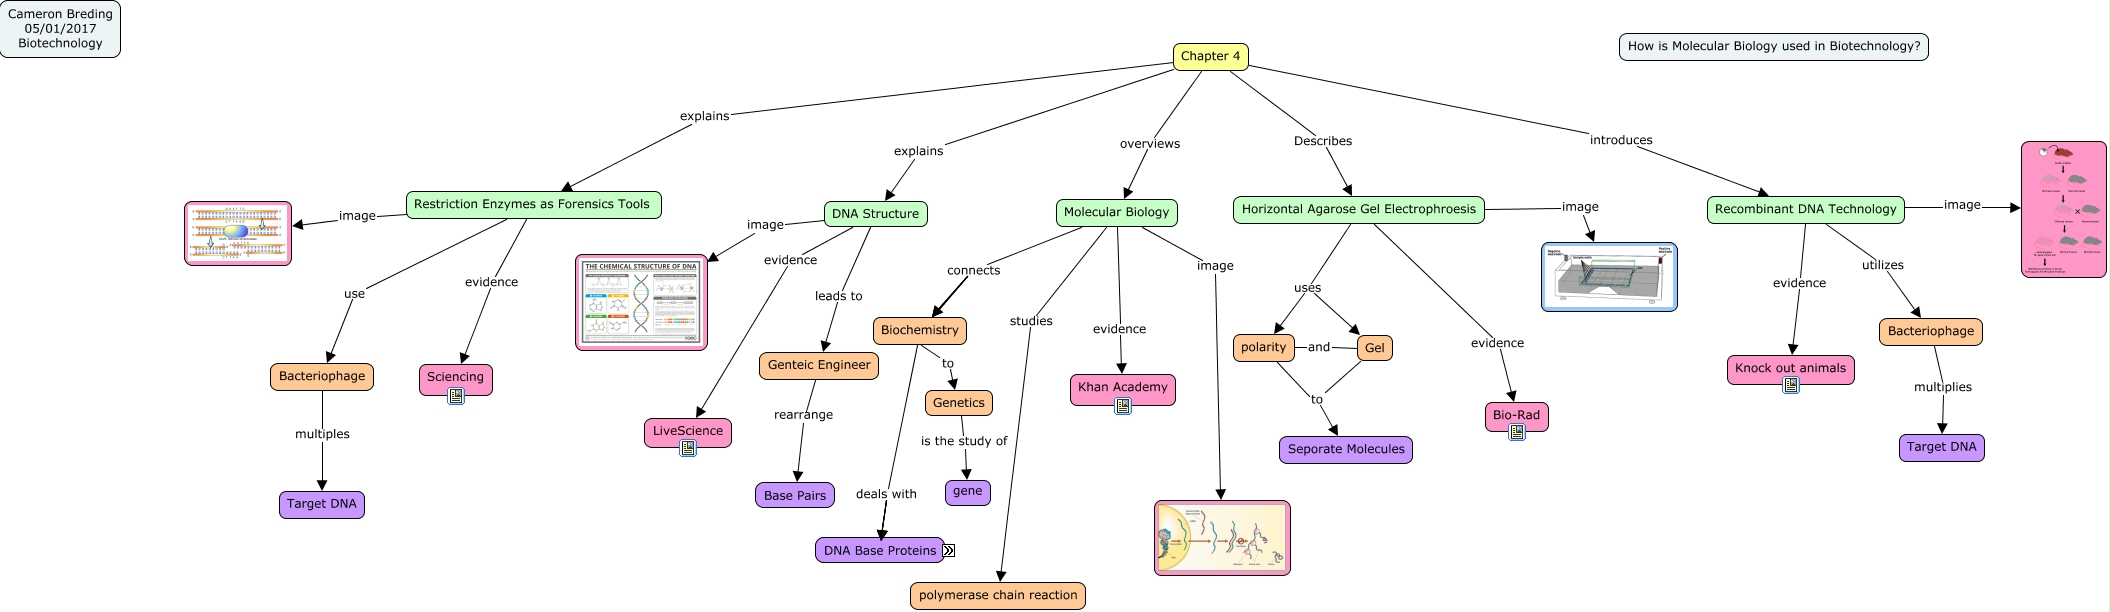 Cameron Breding
05/01/2017
Biotechnology
How is Molecular Biology used in Biotechnology?
Chapter 4
explains
explains
overviews
Describes
introduces
Restriction Enzymes as Forensics Tools
DNA Structure
Molecular Biology
Horizontal Agarose Gel Electrophroesis
Recombinant DNA Technology
image
image
image
image
image
THE CHEMICAL STRUCTURE OF DNA
use
evidence
evidence
leads to
connects
studies
evidence
uses
evidence
evidence
utilizes
Bacteriophage
Sciencing
LiveScience
Genteic Engineer
Biochemistry
Khan Academy
polarity
and
Gel
Bio-Rad
Knock out animals
Bacteriophage
multiples
rearrange
to
Genetics
is the study of
gene
deals with
to
Seporate Molecules
multiplies
Target DNA
Target DNA
Base Pairs
DNA Base Proteins
polymerase chain reaction